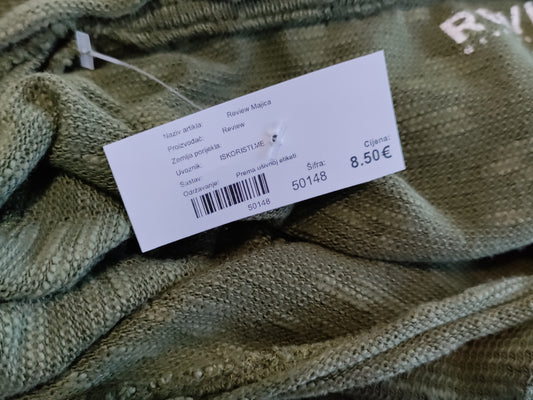 Naziv artikla: Review Majica
Proizvođač: Review
Zemlja porijekla:
Uvoznik: ISKORISTI.ME
Sastav:
Održavanje: Prema ušivnoj etiketi
50148
Šifra:
50148
Cijena:
8.50€